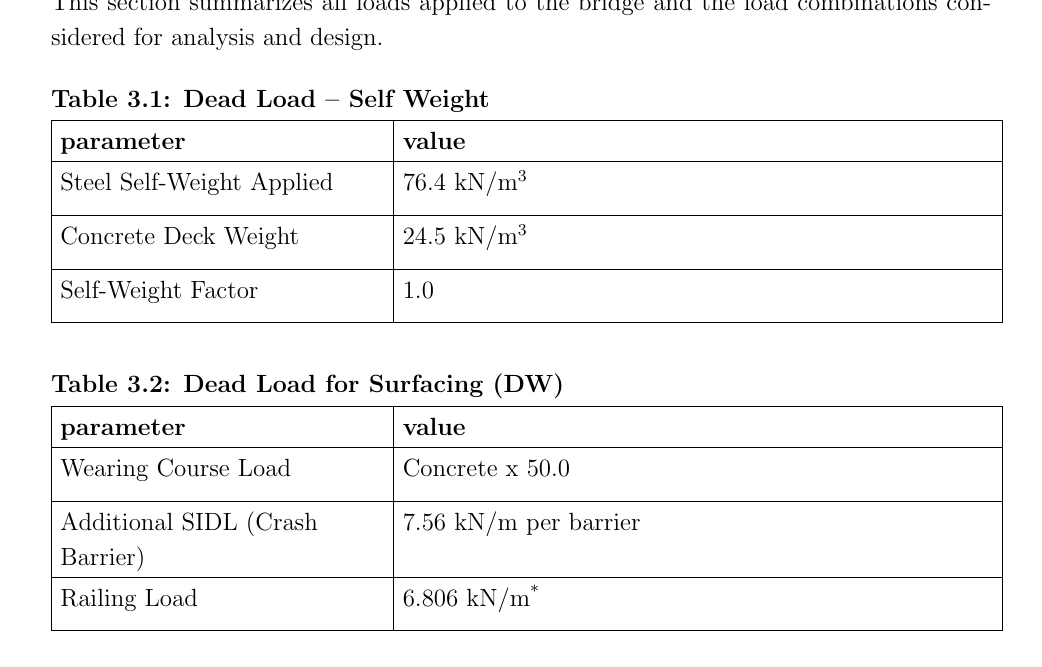 This section summarizes all loads applied to the bridge and the load combinations con-
sidered for analysis and design.
Table 3.1: Dead Load – Self Weight
parameter value
Steel Self-Weight Applied 76.4 kN/m³
Concrete Deck Weight 24.5 kN/m³
Self-Weight Factor 1.0
Table 3.2: Dead Load for Surfacing (DW)
parameter value
Wearing Course Load Concrete x 50.0
Additional SIDL (Crash 7.56 kN/m per barrier
Barrier)
Railing Load 6.806 kN/m*